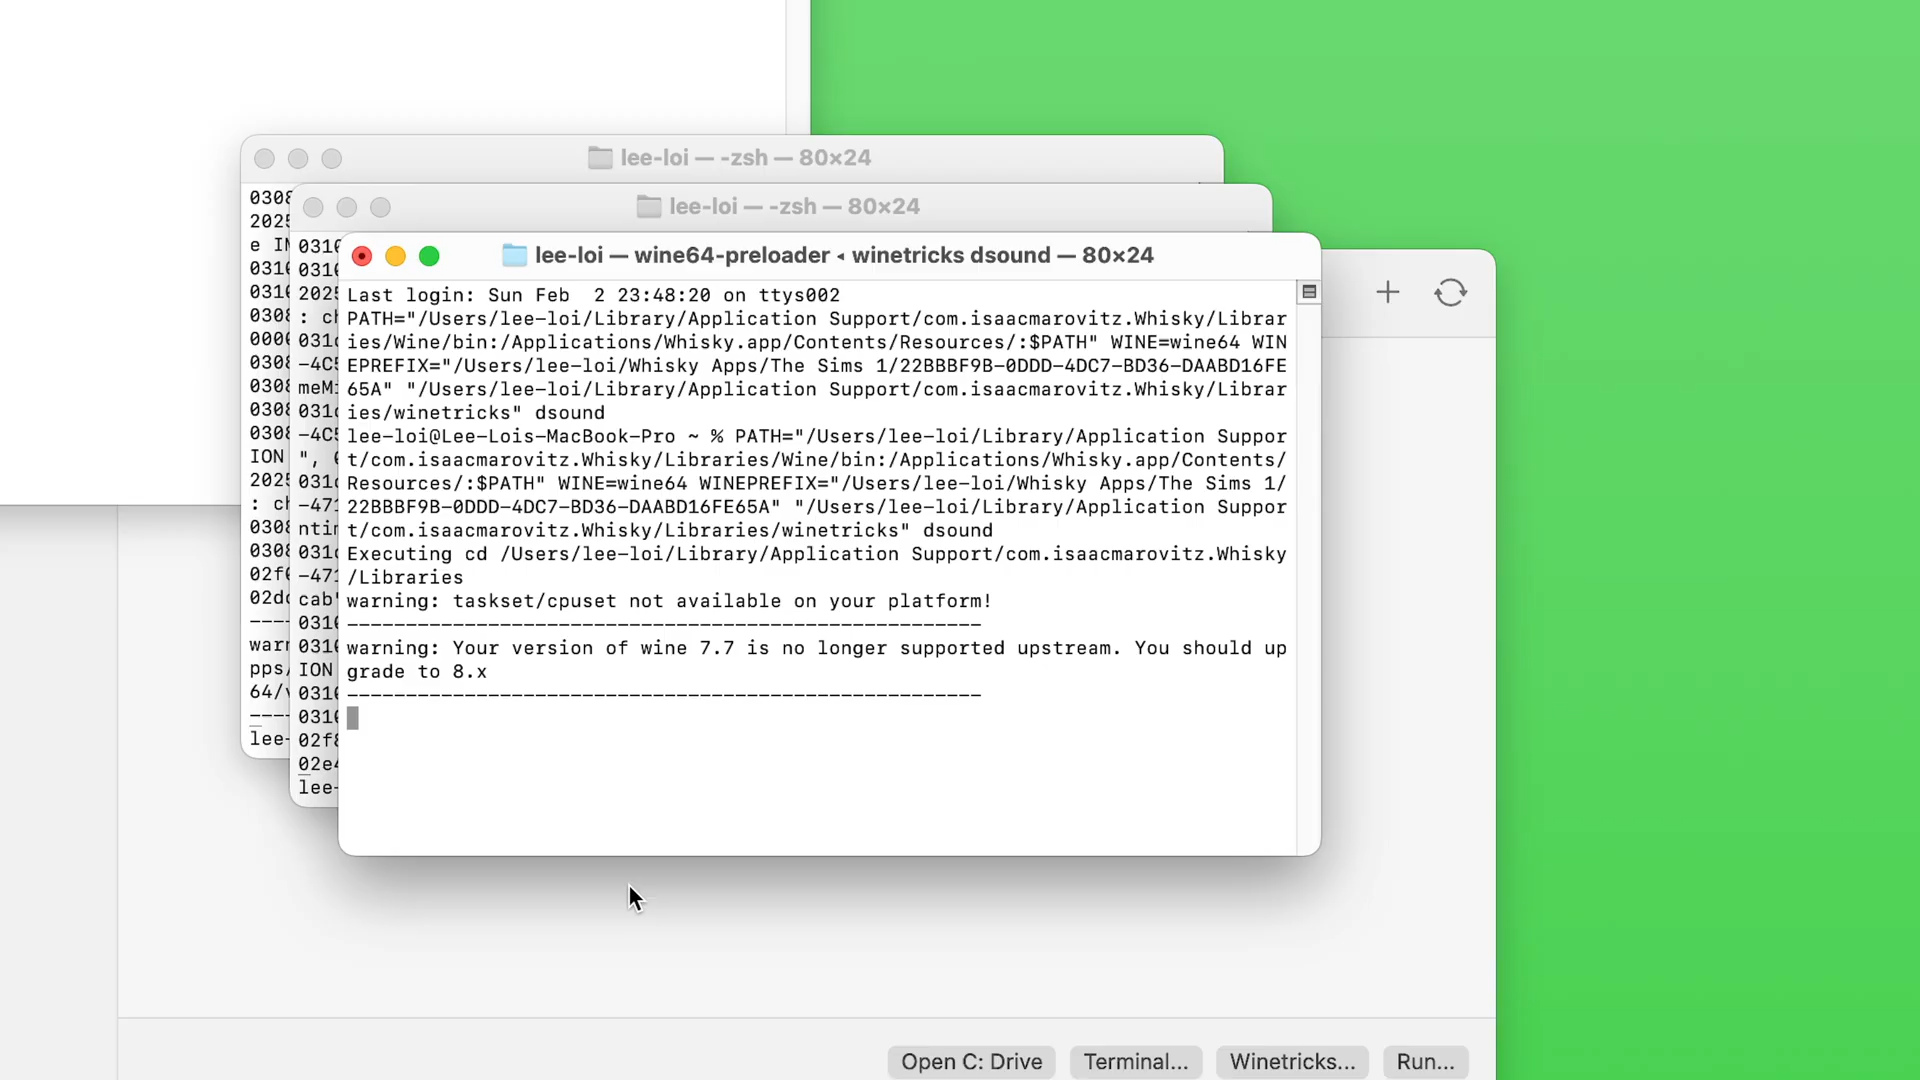 lee-loi — -zsh — 80×24
lee-loi — -zsh — 80×24
lee-loi — wine64-preloader ◂ winetricks dsound — 80×24
Last login: Sun Feb  2 23:48:20 on ttys002
PATH="/Users/lee-loi/Library/Application Support/com.isaacmarovitz.Whisky/Librar
ies/Wine/bin:/Applications/Whisky.app/Contents/Resources/:$PATH" WINE=wine64 WIN
EPREFIX="/Users/lee-loi/Whisky Apps/The Sims 1/22BBBF9B-0DDD-4DC7-BD36-DAABD16FE
65A" "/Users/lee-loi/Library/Application Support/com.isaacmarovitz.Whisky/Librar
ies/winetricks" dsound
lee-loi@Lee-Lois-MacBook-Pro ~ % PATH="/Users/lee-loi/Library/Application Suppor
t/com.isaacmarovitz.Whisky/Libraries/Wine/bin:/Applications/Whisky.app/Contents/
Resources/:$PATH" WINE=wine64 WINEPREFIX="/Users/lee-loi/Whisky Apps/The Sims 1/
22BBBF9B-0DDD-4DC7-BD36-DAABD16FE65A" "/Users/lee-loi/Library/Application Suppor
t/com.isaacmarovitz.Whisky/Libraries/winetricks" dsound
Executing cd /Users/lee-loi/Library/Application Support/com.isaacmarovitz.Whisky
/Libraries
warning: taskset/cpuset not available on your platform!
------------------------------------------------------
warning: Your version of wine 7.7 is no longer supported upstream. You should up
grade to 8.x
------------------------------------------------------
Open C: Drive
Terminal...
Winetricks...
Run...